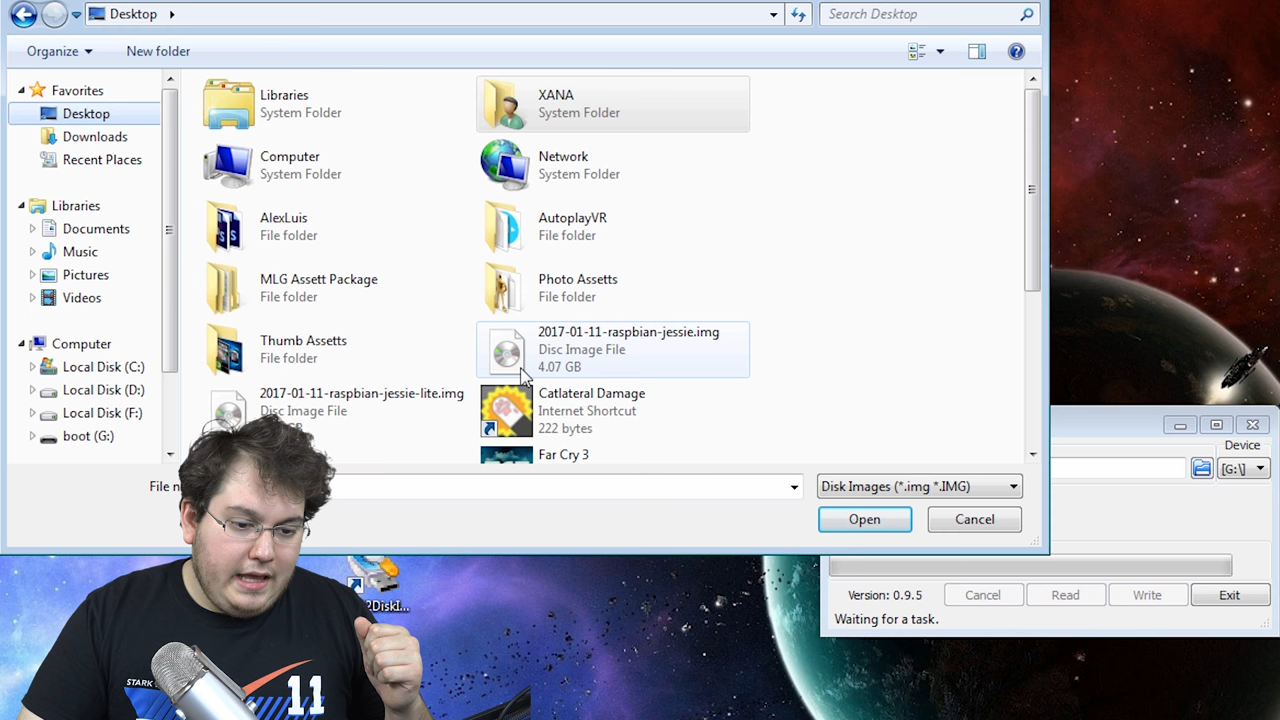 Desktop
Search Desktop
Organize
New folder
Favorites
Desktop
Downloads
Recent Places
Libraries
Documents
Music
Pictures
Videos
Computer
Local Disk (C:)
Local Disk (D:)
Local Disk (F:)
boot (G:)
Libraries
System Folder
XANA
System Folder
Computer
System Folder
Network
System Folder
AlexLuis
File folder
AutoplayVR
File folder
MLG Assett Package
File folder
Photo Assetts
File folder
Thumb Assetts
File folder
2017-01-11-raspbian-jessie.img
Disc Image File
4.07 GB
2017-01-11-raspbian-jessie-lite.img
Disc Image File
Catlateral Damage
Internet Shortcut
222 bytes
Far Cry 3
File
Disk Images (*.img *.IMG)
Open
Cancel
Device
[G:\]
Version: 0.9.5
Cancel
Read
Write
Exit
Waiting for a task.
STARK
11